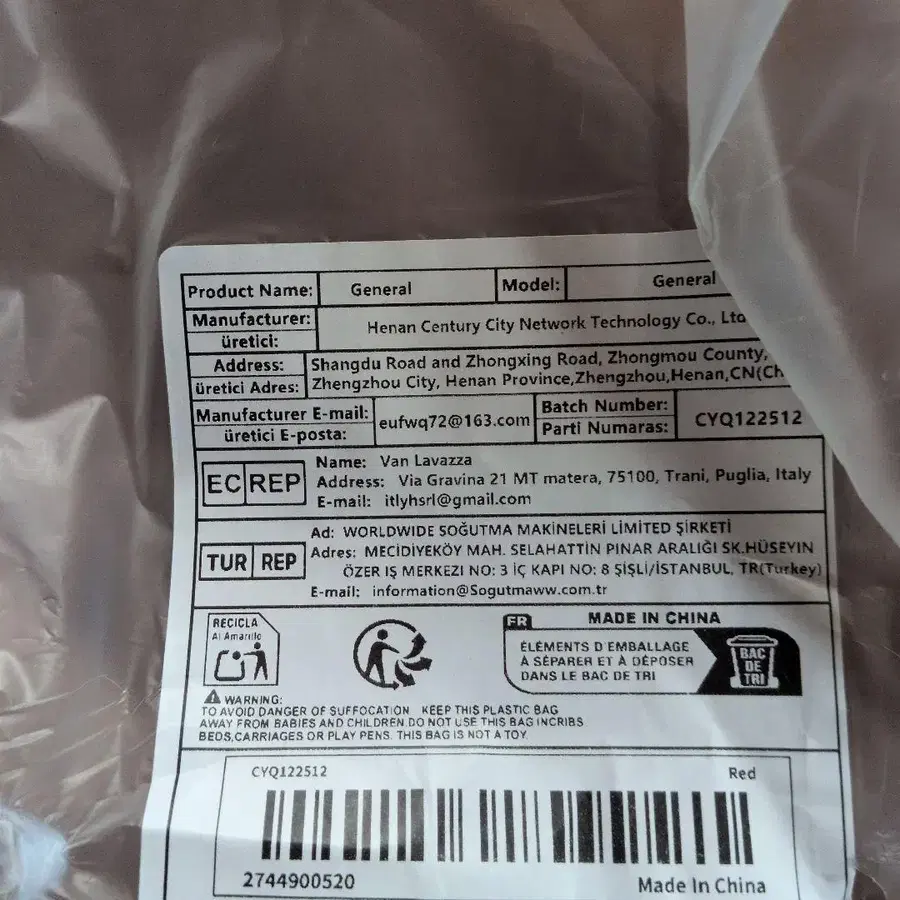 Product Name: General Model: General
Manufacturer: Henan Century City Network Technology Co., Ltd
üretici:
Address: Shangdu Road and Zhongxing Road, Zhongmou County,
üretici Adres: Zhengzhou City, Henan Province,Zhengzhou,Henan,CN(Ch
Manufacturer E-mail: eufwq72@163.com Batch Number: CYQ122512
üretici E-posta: Parti Numaras:
EC REP
Name: Van Lavazza
Address: Via Gravina 21 MT matera, 75100, Trani, Puglia, Italy
E-mail: itlyhsrl@gmail.com
TUR REP
Ad: WORLDWIDE SOĞUTMA MAKİNELERİ LİMİTED ŞİRKETİ
Adres: MECİDİYEKÖY MAH. SELAHATTİN PINAR ARALIĞI SK.HÜSEYIN
ÖZER IŞ MERKEZI NO: 3 İÇ KAPI NO: 8 ŞİŞLİ/İSTANBUL, TR(Turkey)
E-mail: information@Sogutmaww.com.tr
RECICLA
Al Amarillo
FR MADE IN CHINA
ÉLÉMENTS D'EMBALLAGE
À SÉPARER ET À DÉPOSER
DANS LE BAC DE TRI
BAC
DE
TRI
WARNING:
TO AVOID DANGER OF SUFFOCATION KEEP THIS PLASTIC BAG
AWAY FROM BABIES AND CHILDREN.DO NOT USE THIS BAG INCRIBS
BEDS,CARRIAGES OR PLAY PENS. THIS BAG IS NOT A TOY.
CYQ122512 Red
2744900520 Made In China